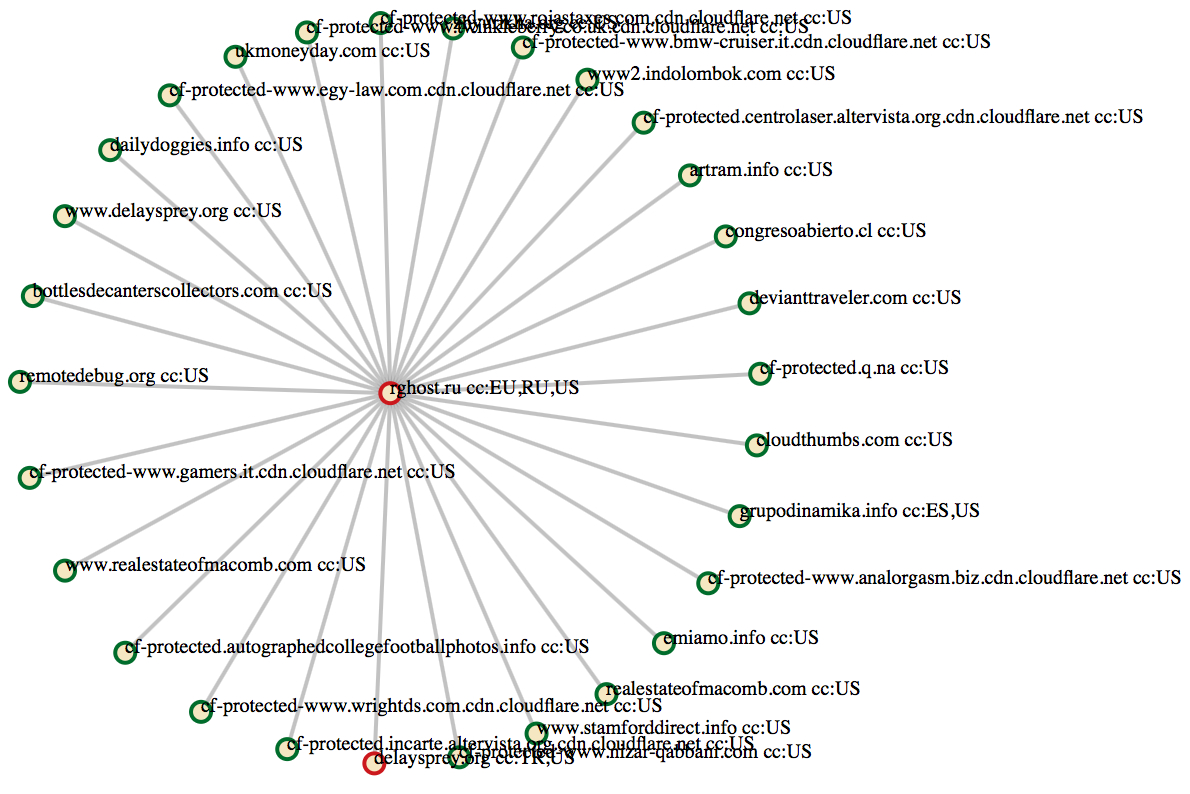 cf-protected-www.rojastaxes.com.cdn.cloudflare.net cc:US
cc:US
cf-protected-www.twinkleberry.co.uk.cdn.cloudflare.net cc:US
cf-protected-www.bmw-cruiser.it.cdn.cloudflare.net cc:US
ukmoneyday.com cc:US
www2.indolombok.com cc:US
cf-protected-www.egy-law.com.cdn.cloudflare.net cc:US
cf-protected.centrolaser.altervista.org.cdn.cloudflare.net cc:US
dailydoggies.info cc:US
artram.info cc:US
www.delaysprey.org cc:US
congresoabierto.cl cc:US
bottlesdecanterscollectors.com cc:US
devianttraveler.com cc:US
remotedebug.org cc:US
cf-protected.q.na cc:US
rghost.ru cc:EU,RU,US
cloudthumbs.com cc:US
cf-protected-www.gamers.it.cdn.cloudflare.net cc:US
grupodinamika.info cc:ES,US
www.realestateofmacomb.com cc:US
cf-protected-www.analorgasm.biz.cdn.cloudflare.net cc:US
emiamo.info cc:US
cf-protected.autographedcollegefootballphotos.info cc:US
realestateofmacomb.com cc:US
cf-protected-www.wrightds.com.cdn.cloudflare.net cc:US
www.stamforddirect.info cc:US
cf-protected.incarte.altervista.org.cdn.cloudflare.net cc:US
cf-protected-www.nizar-qabbani.com cc:US
delaysprey.org cc:TR,US